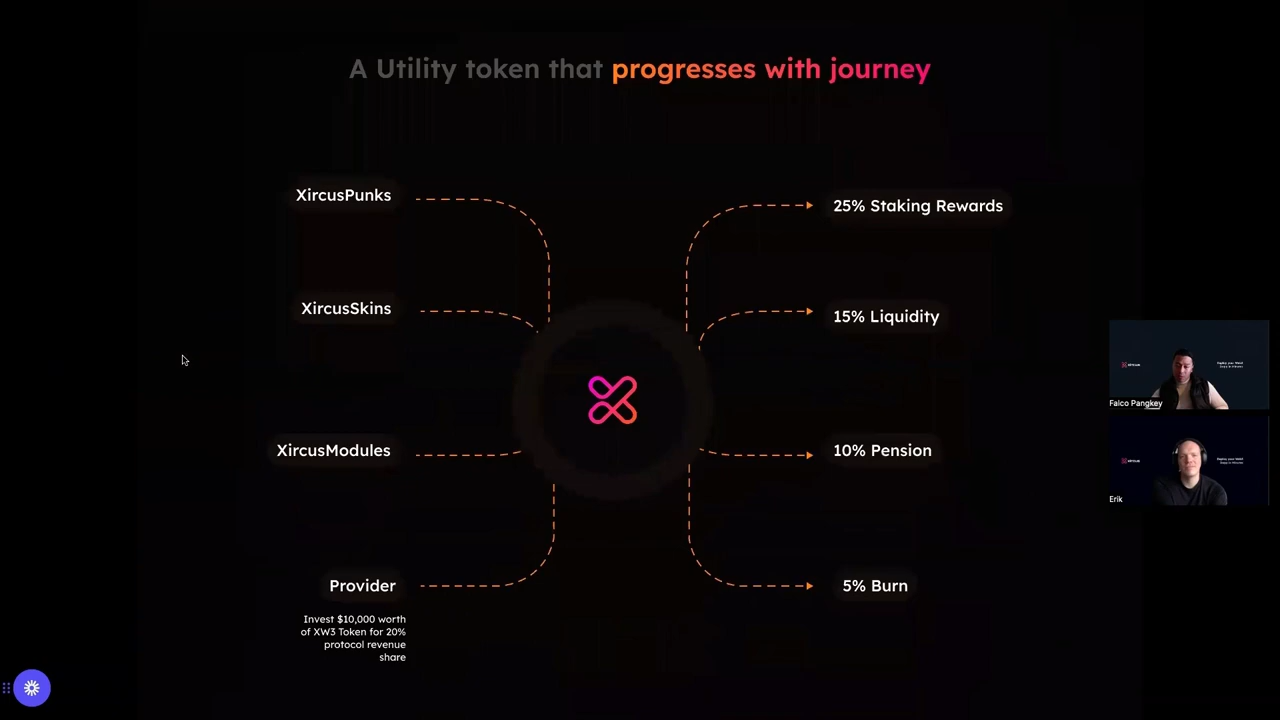 A Utility token that progresses with journey
XircusPunks
XircusSkins
XircusModules
Provider
Invest $10,000 worth
of XW3 Token for 20%
protocol revenue
share
25% Staking Rewards
15% Liquidity
10% Pension
5% Burn
Falco Pangkey
Erik